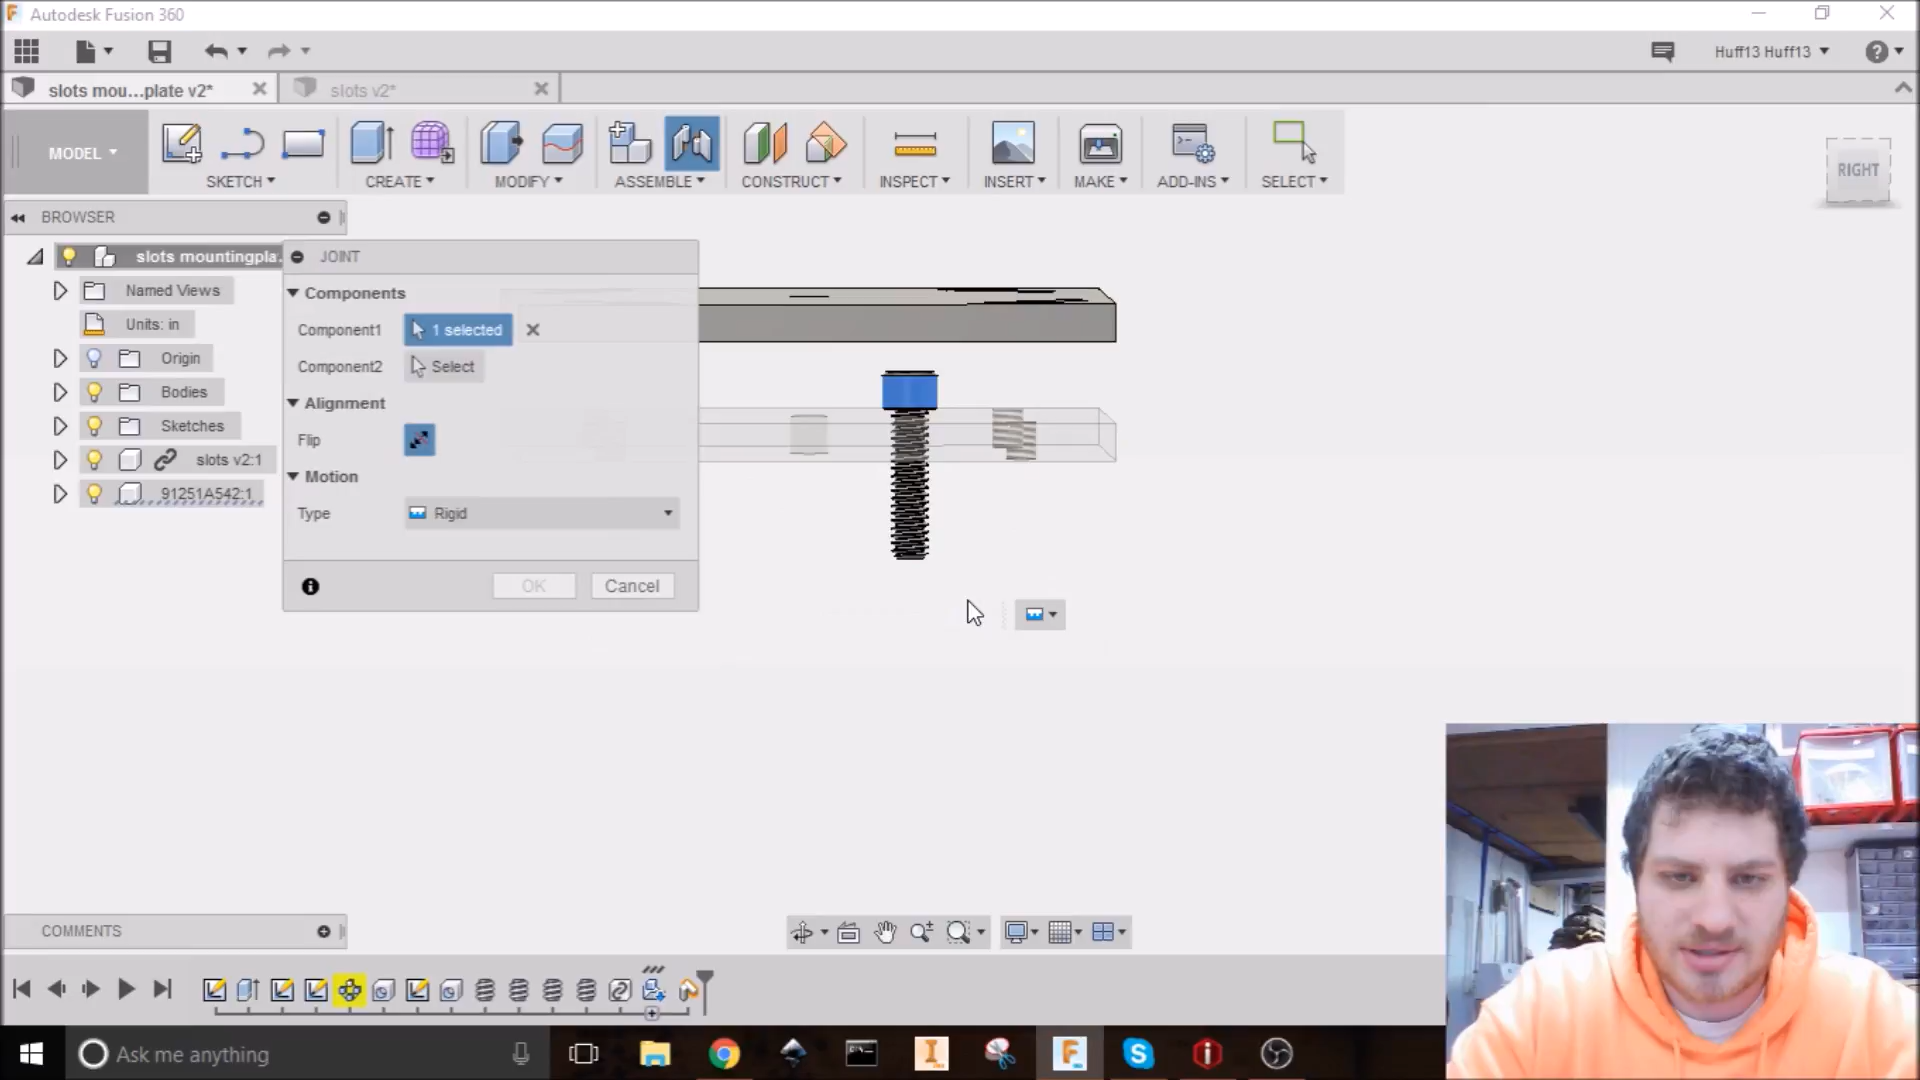 Autodesk Fusion 360
Huff13 Huff13
slots mou...plate v2*
slots v2*
MODEL
SKETCH
CREATE
MODIFY
ASSEMBLE
CONSTRUCT
INSPECT
INSERT
MAKE
ADD-INS
SELECT
RIGHT
BROWSER
slots mountingpla.
Named Views
Units: in
Origin
Bodies
Sketches
slots v2:1
91251A542:1
JOINT
Components
Component1 1 selected
Component2 Select
Alignment
Flip
Motion
Type Rigid
OK Cancel
COMMENTS
Ask me anything